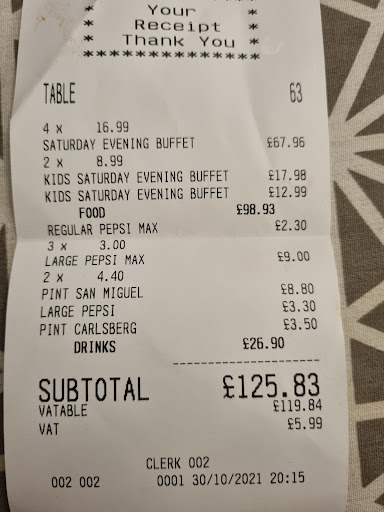 * Your *
* Receipt *
* Thank You *
**************
TABLE 63
4 x 16.99
SATURDAY EVENING BUFFET £67.96
2 x 8.99
KIDS SATURDAY EVENING BUFFET £17.98
KIDS SATURDAY EVENING BUFFET £12.99
FOOD £98.93
REGULAR PEPSI MAX £2.30
3 x 3.00
LARGE PEPSI MAX £9.00
2 x 4.40
PINT SAN MIGUEL £8.80
LARGE PEPSI £3.30
PINT CARLSBERG £3.50
DRINKS £26.90
--------------------
SUBTOTAL £125.83
VATABLE £119.84
VAT £5.99
CLERK 002
002 002 0001 30/10/2021 20:15